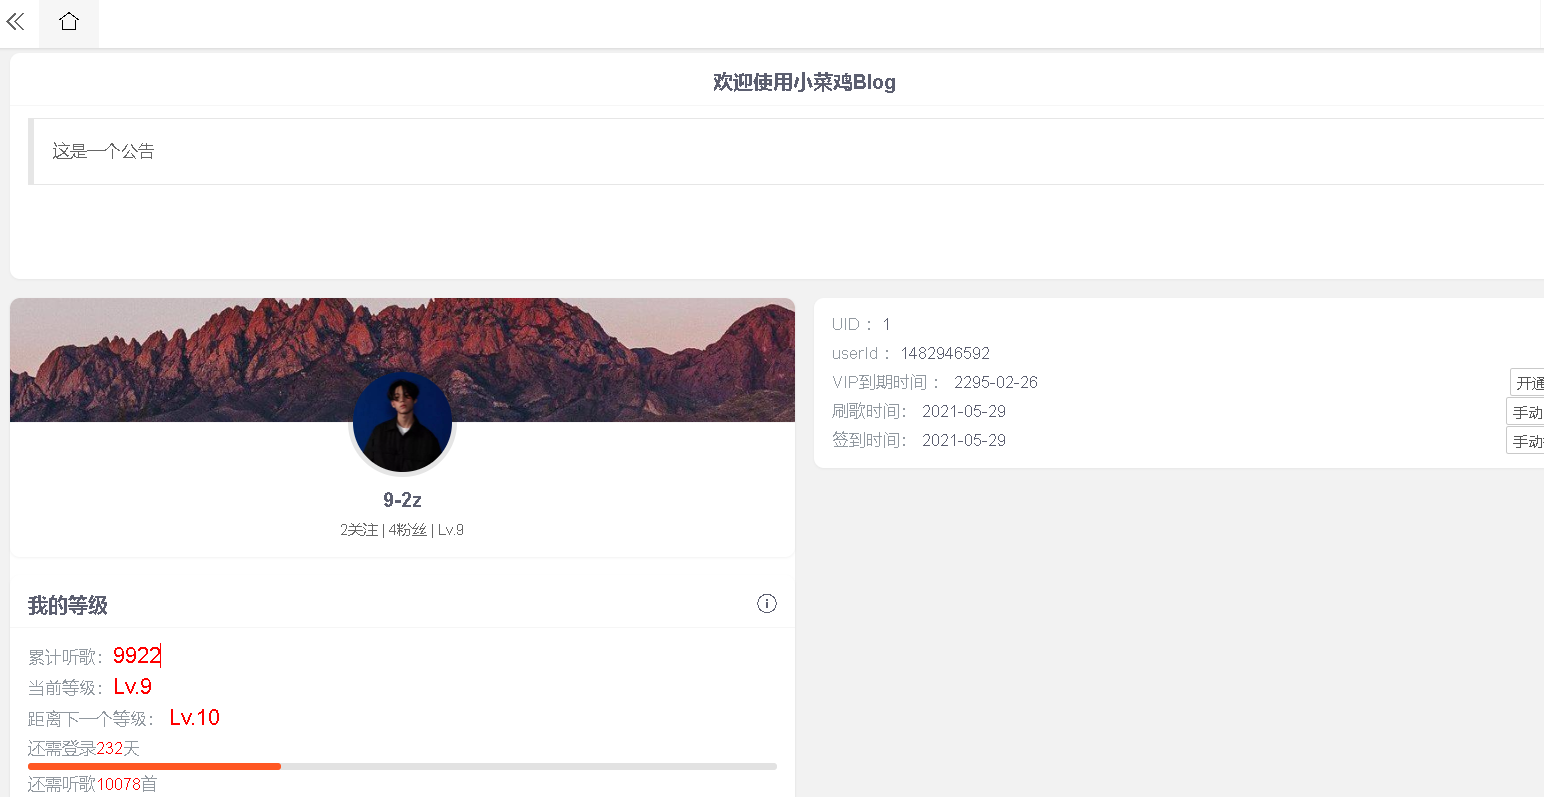 欢迎使用小菜鸡Blog
这是一个公告
9-2z
2关注 | 4粉丝 | Lv.9
我的等级
累计听歌：9922
当前等级：Lv.9
距离下一个等级： Lv.10
还需登录232天
还需听歌10078首
UID ： 1
userId ： 1482946592
VIP到期时间 ： 2295-02-26
开通
刷歌时间： 2021-05-29
手动
签到时间： 2021-05-29
手动